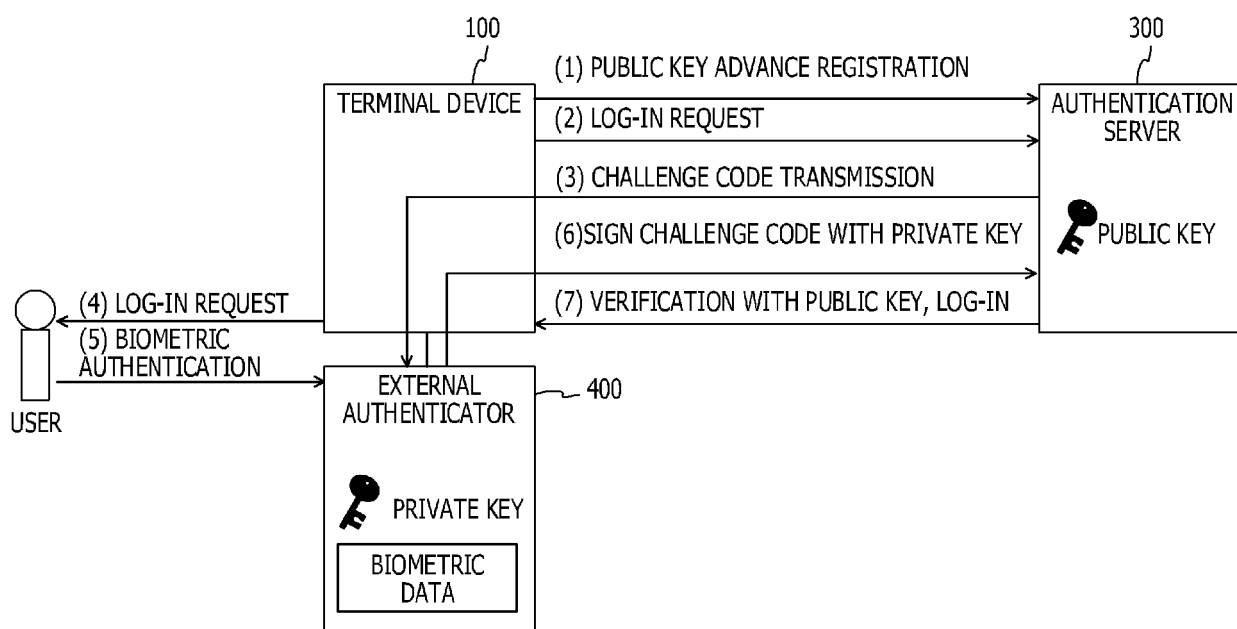 100
300
(1) PUBLIC KEY ADVANCE REGISTRATION
TERMINAL DEVICE
AUTHENTICATION
SERVER
(2) LOG-IN REQUEST
(3) CHALLENGE CODE TRANSMISSION
(6)SIGN CHALLENGE CODE WITH PRIVATE KEY
PUBLIC KEY
(4) LOG-IN REQUEST
(7) VERIFICATION WITH PUBLIC KEY, LOG-IN
(5) BIOMETRIC
AUTHENTICATION
USER
EXTERNAL
AUTHENTICATOR
400
PRIVATE KEY
BIOMETRIC
DATA